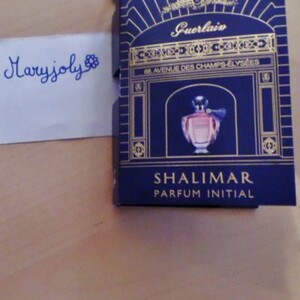 Maryjoly
Guerlain
68, AVENUE DES CHAMPS-ÉLYSÉES
SHALIMAR
PARFUM INITIAL